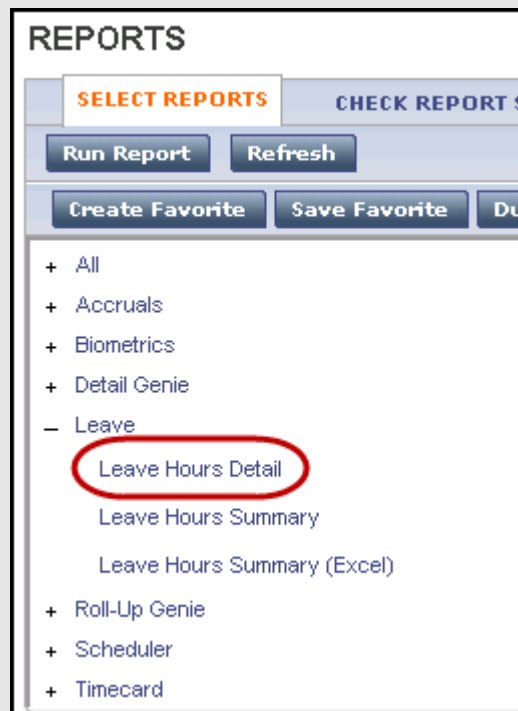 REPORTS
SELECT REPORTS CHECK REPORT
Run Report Refresh
Create Favorite Save Favorite
+ All
+ Accruals
+ Biometrics
+ Detail Genie
− Leave
Leave Hours Detail
Leave Hours Summary
Leave Hours Summary (Excel)
+ Roll-Up Genie
+ Scheduler
+ Timecard